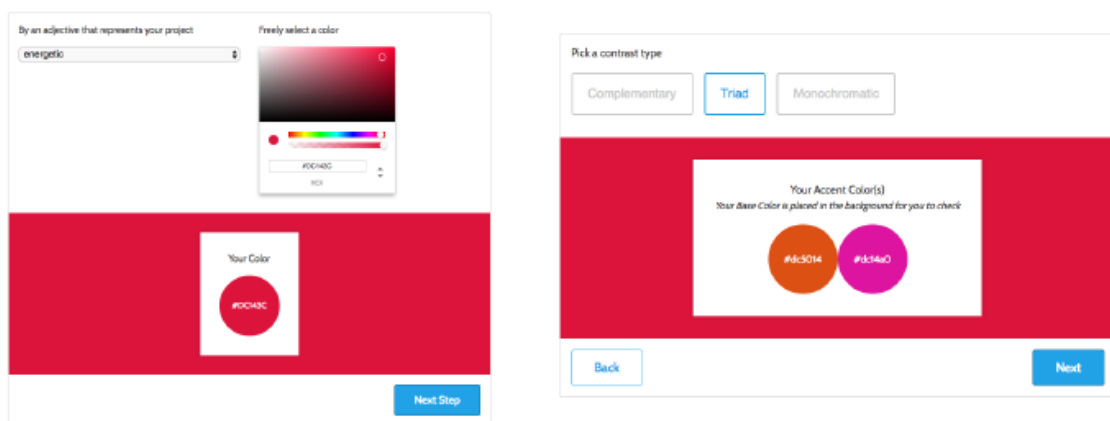 By an adjective that represents your project
energetic
Freely select a color
#DC143C
HEX
Your Color
#DC143C
Next Step
Pick a contrast type
Complementary
Triad
Monochromatic
Your Accent Color(s)
Your Base Color is placed in the background for you to check
#dc5014
#dc14a0
Back
Next